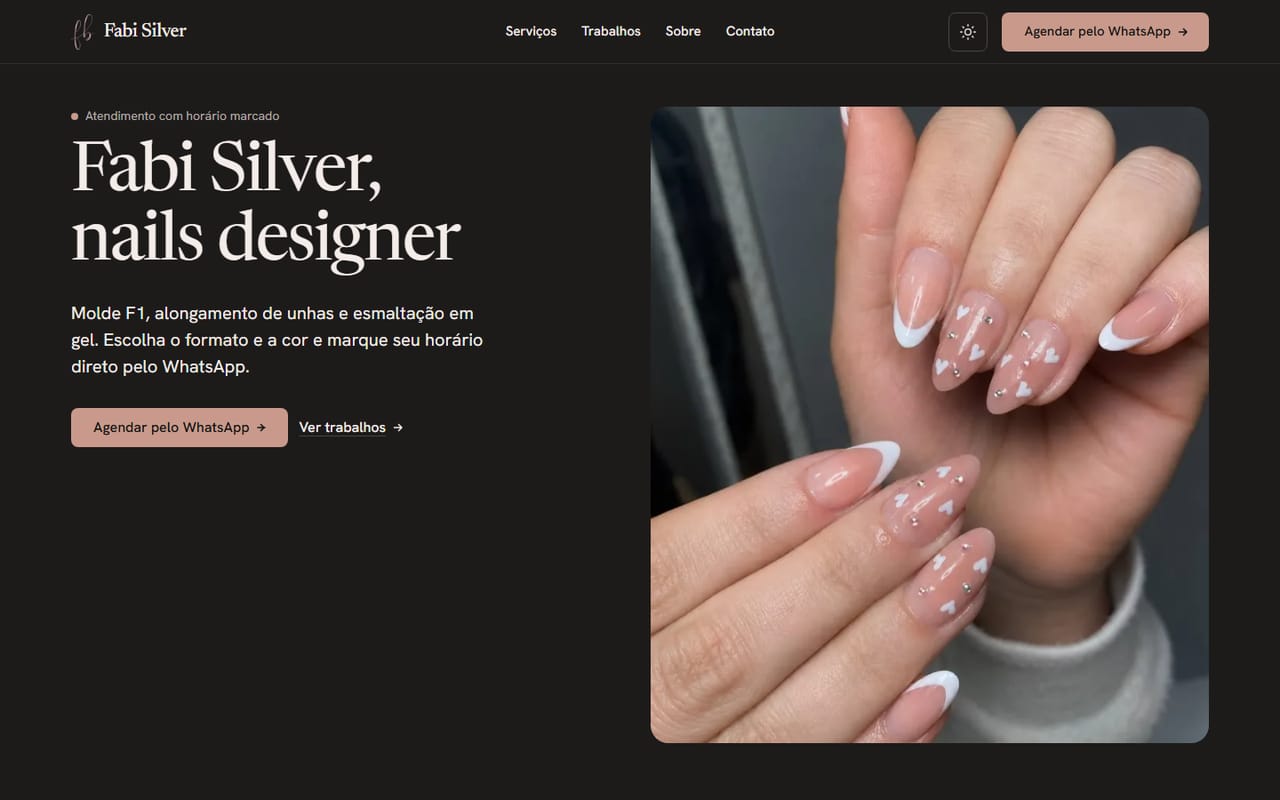 fb Fabi Silver
Serviços Trabalhos Sobre Contato
Agendar pelo WhatsApp →
Atendimento com horário marcado
Fabi Silver,
nails designer
Molde F1, alongamento de unhas e esmaltação em
gel. Escolha o formato e a cor e marque seu horário
direto pelo WhatsApp.
Agendar pelo WhatsApp → Ver trabalhos →